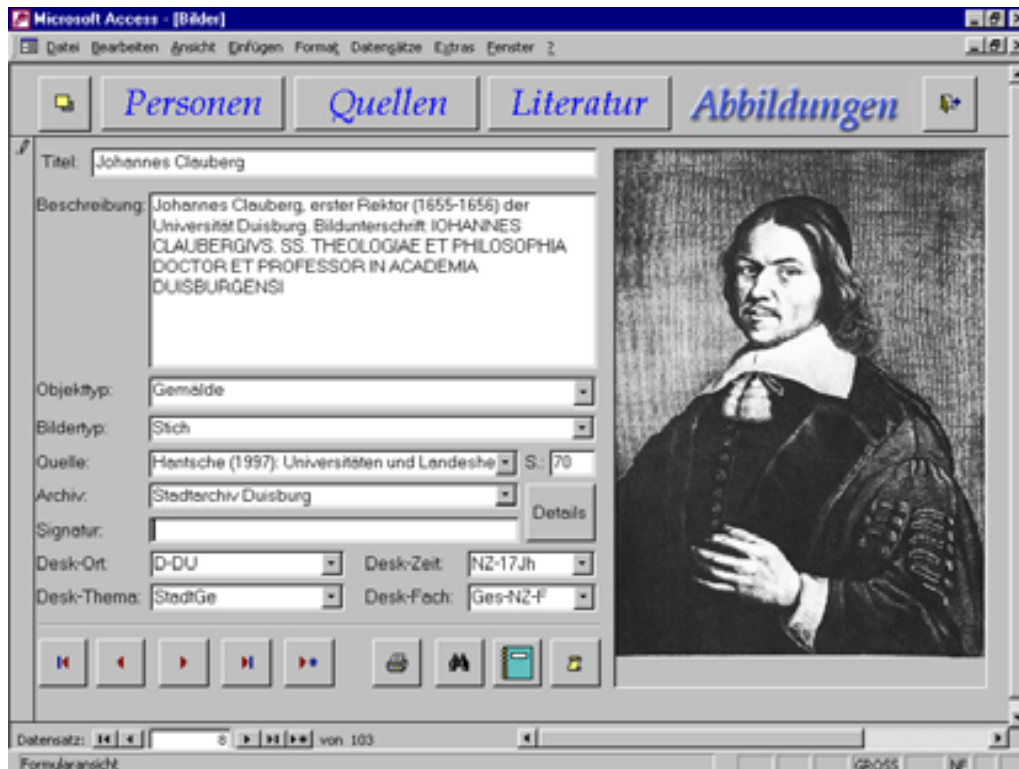 Microsoft Access - [Bilder]
Datei Bearbeiten Ansicht Einfügen Format Datensätze Extras Fenster ?
Personen Quellen Literatur Abbildungen
Titel: Johannes Clauberg
Beschreibung: Johannes Clauberg, erster Rektor (1655-1656) der
Universität Duisburg. Bildunterschrift: IOHANNES
CLAUBERGIVS. SS. THEOLOGIAE ET PHILOSOPHIA
DOCTOR ET PROFESSOR IN ACADEMIA
DUISBURGENSI
Objekttyp: Gemälde
Bildertyp: Stich
Quelle: Hantsche (1997): Universitäten und Landeshe S.: 70
Archiv: Stadtarchiv Duisburg
Details
Signatur:
Desk-Ort: D-DU Desk-Zeit: NZ-17Jh
Desk-Thema: StadtGe Desk-Fach: Ges-NZ-F
Datensatz: 8 von 103
Formularansicht GROSS NF